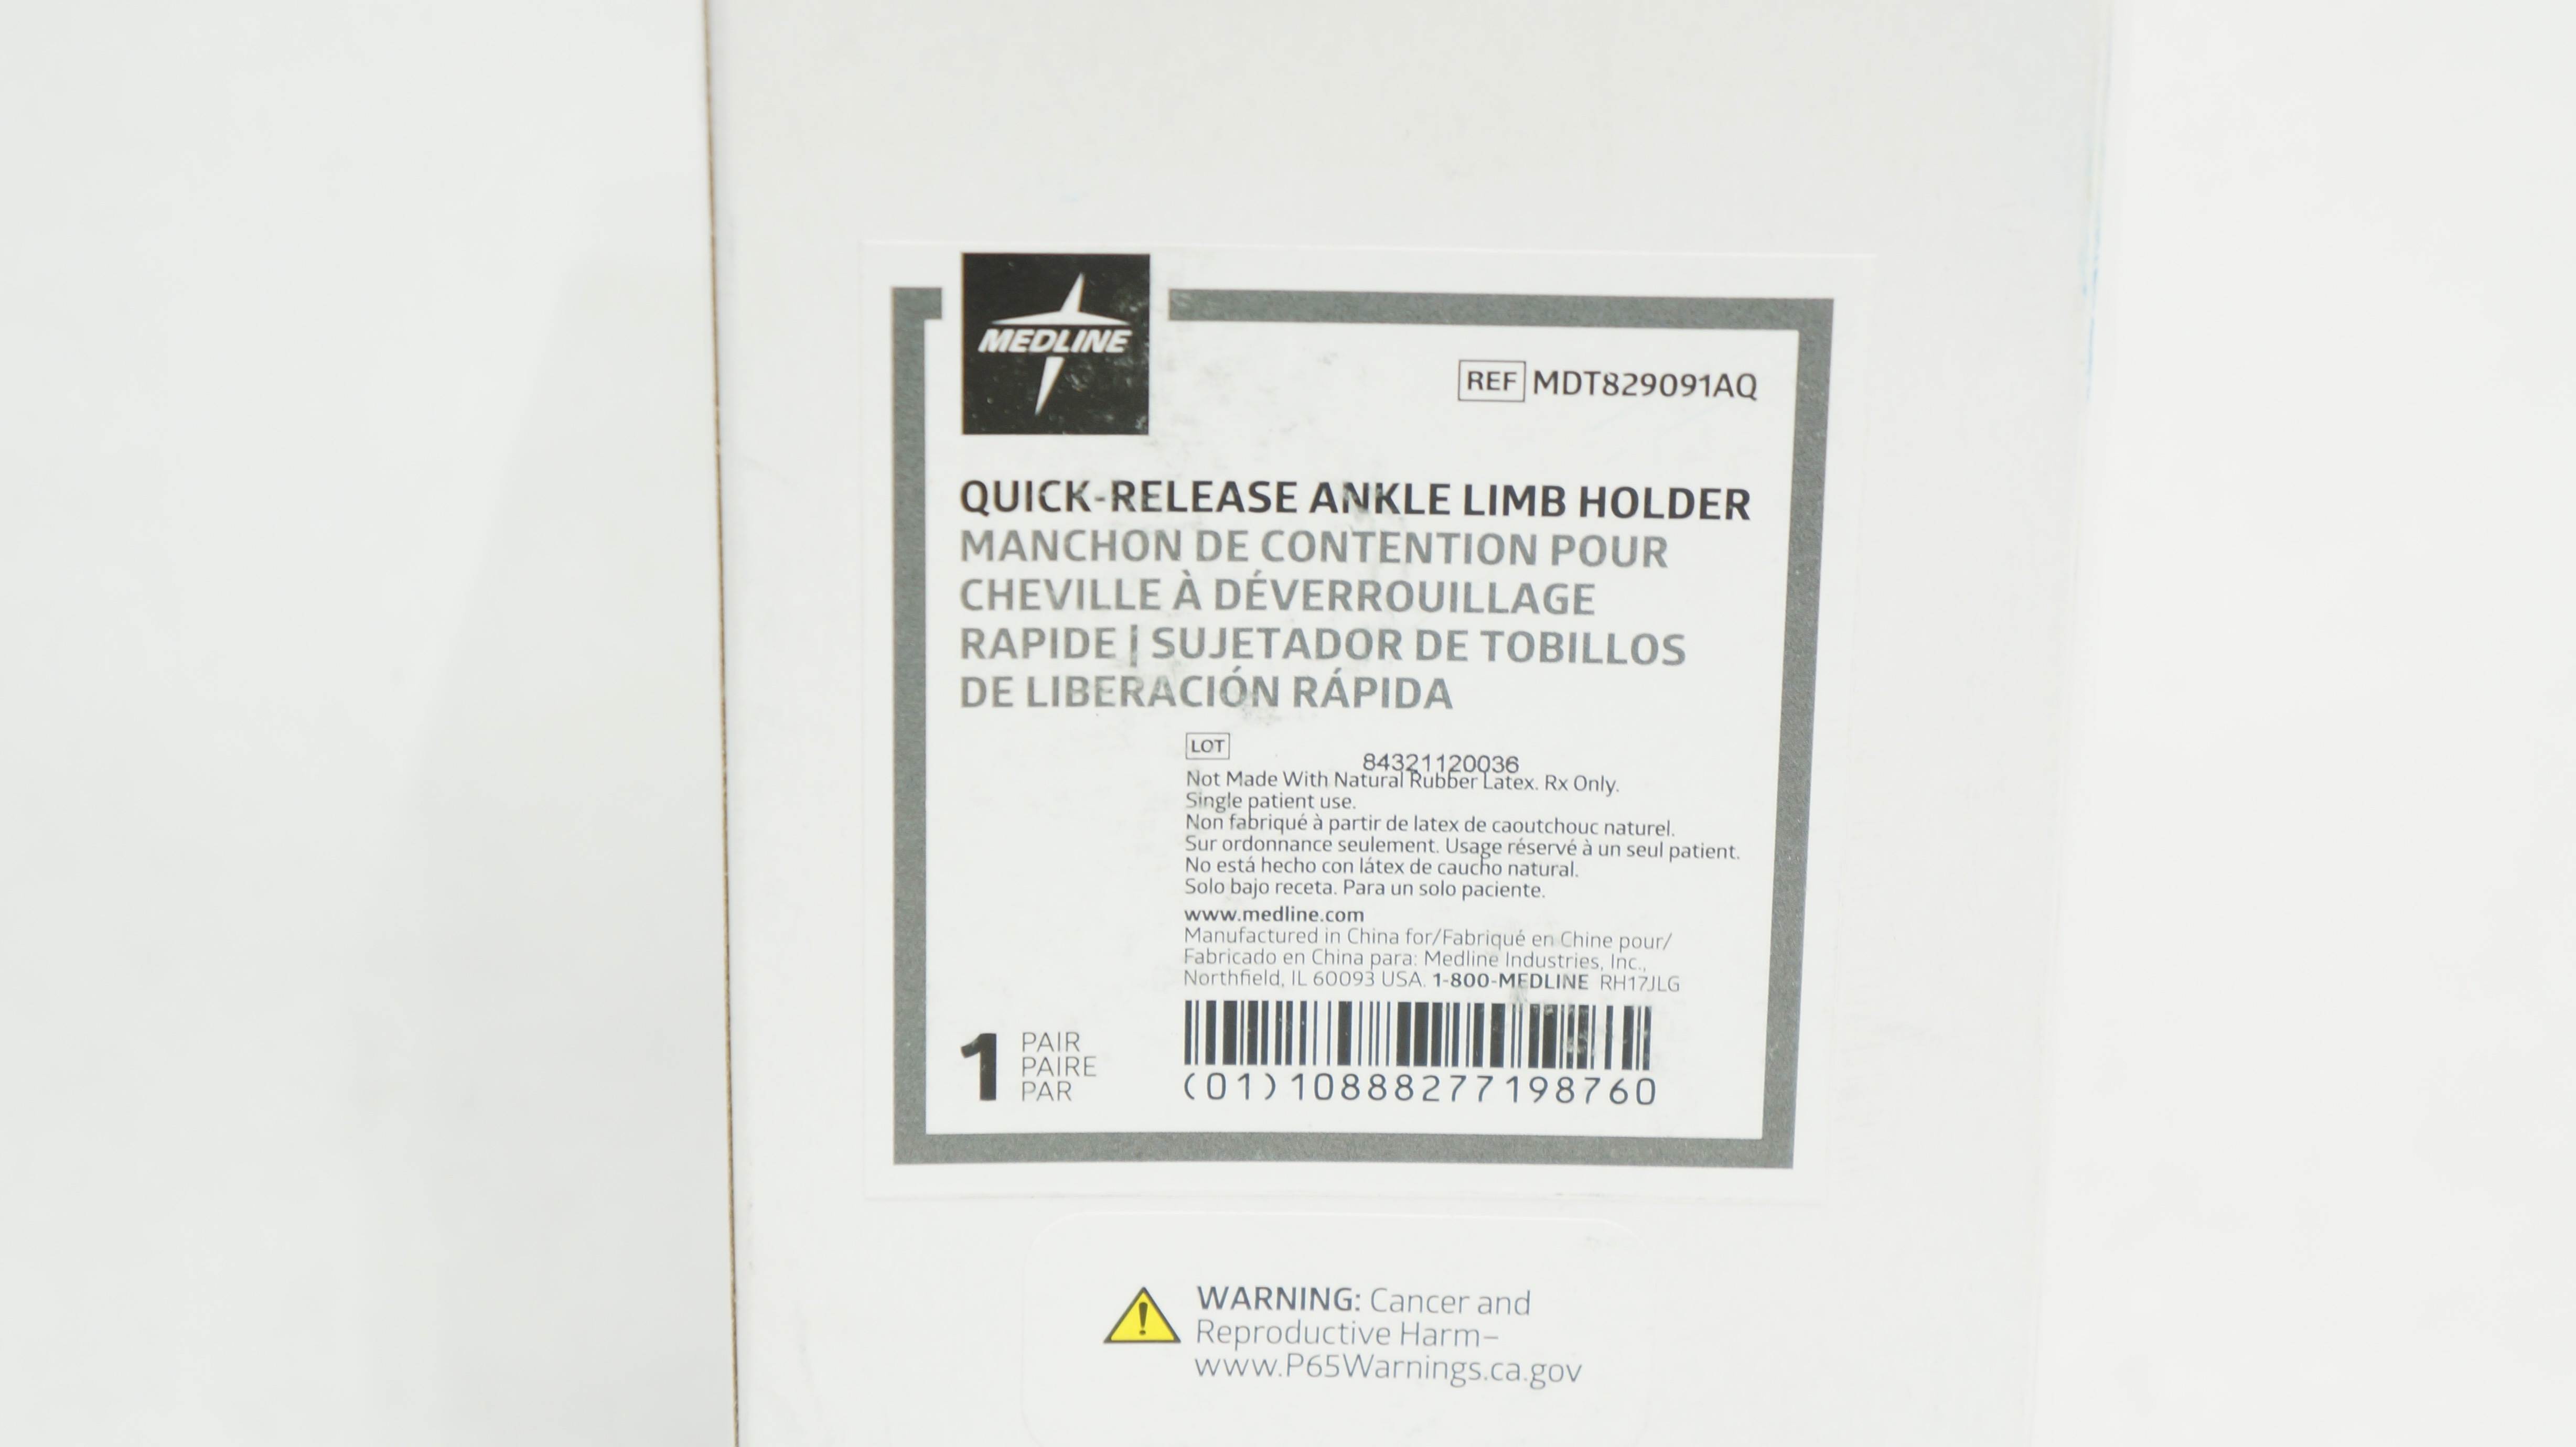 MEDLINE
REF MDT829091AQ
QUICK-RELEASE ANKLE LIMB HOLDER
MANCHON DE CONTENTION POUR
CHEVILLE À DÉVERROUILLAGE
RAPIDE | SUJETADOR DE TOBILLOS
DE LIBERACIÓN RÁPIDA
LOT
84321120036
Not Made With Natural Rubber Latex. Rx Only.
Single patient use.
Non fabriqué à partir de latex de caoutchouc naturel.
Sur ordonnance seulement. Usage réservé à un seul patient.
No está hecho con látex de caucho natural.
Solo bajo receta. Para un solo paciente.
www.medline.com
Manufactured in China for/Fabriqué en Chine pour/
Fabricado en China para: Medline Industries, Inc.,
Northfield, IL 60093 USA. 1-800-MEDLINE RH17JLG
1 PAIR
PAIRE
PAR
(01)10888277198760
WARNING: Cancer and
Reproductive Harm–
www.P65Warnings.ca.gov